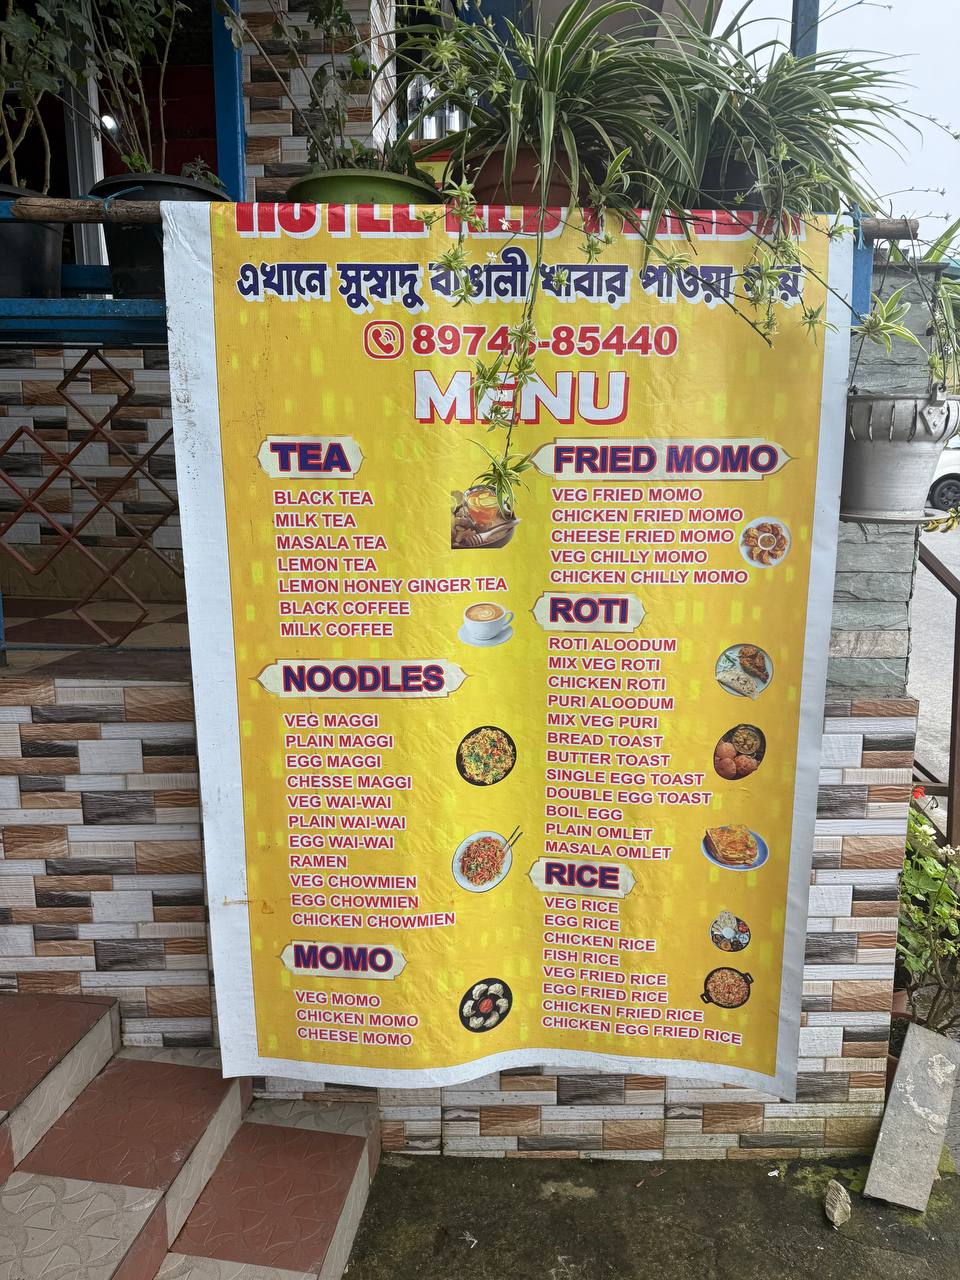 HOTEL RED PANDA
এখানে সুস্বাদু বাঙালী খাবার পাওয়া যায়
85440
MENU
TEA
BLACK TEA
MILK TEA
MASALA TEA
LEMON TEA
LEMON HONEY GINGER TEA
BLACK COFFEE
MILK COFFEE
NOODLES
VEG MAGGI
PLAIN MAGGI
EGG MAGGI
CHESSE MAGGI
VEG WAI-WAI
PLAIN WAI-WAI
EGG WAI-WAI
RAMEN
VEG CHOWMIEN
EGG CHOWMIEN
CHICKEN CHOWMIEN
MOMO
VEG MOMO
CHICKEN MOMO
CHEESE MOMO
FRIED MOMO
VEG FRIED MOMO
CHICKEN FRIED MOMO
CHEESE FRIED MOMO
VEG CHILLY MOMO
CHICKEN CHILLY MOMO
ROTI
ROTI ALOODUM
MIX VEG ROTI
CHICKEN ROTI
PURI ALOODUM
MIX VEG PURI
BREAD TOAST
BUTTER TOAST
SINGLE EGG TOAST
DOUBLE EGG TOAST
BOIL EGG
PLAIN OMLET
MASALA OMLET
RICE
VEG RICE
EGG RICE
CHICKEN RICE
FISH RICE
VEG FRIED RICE
EGG FRIED RICE
CHICKEN FRIED RICE
CHICKEN EGG FRIED RICE